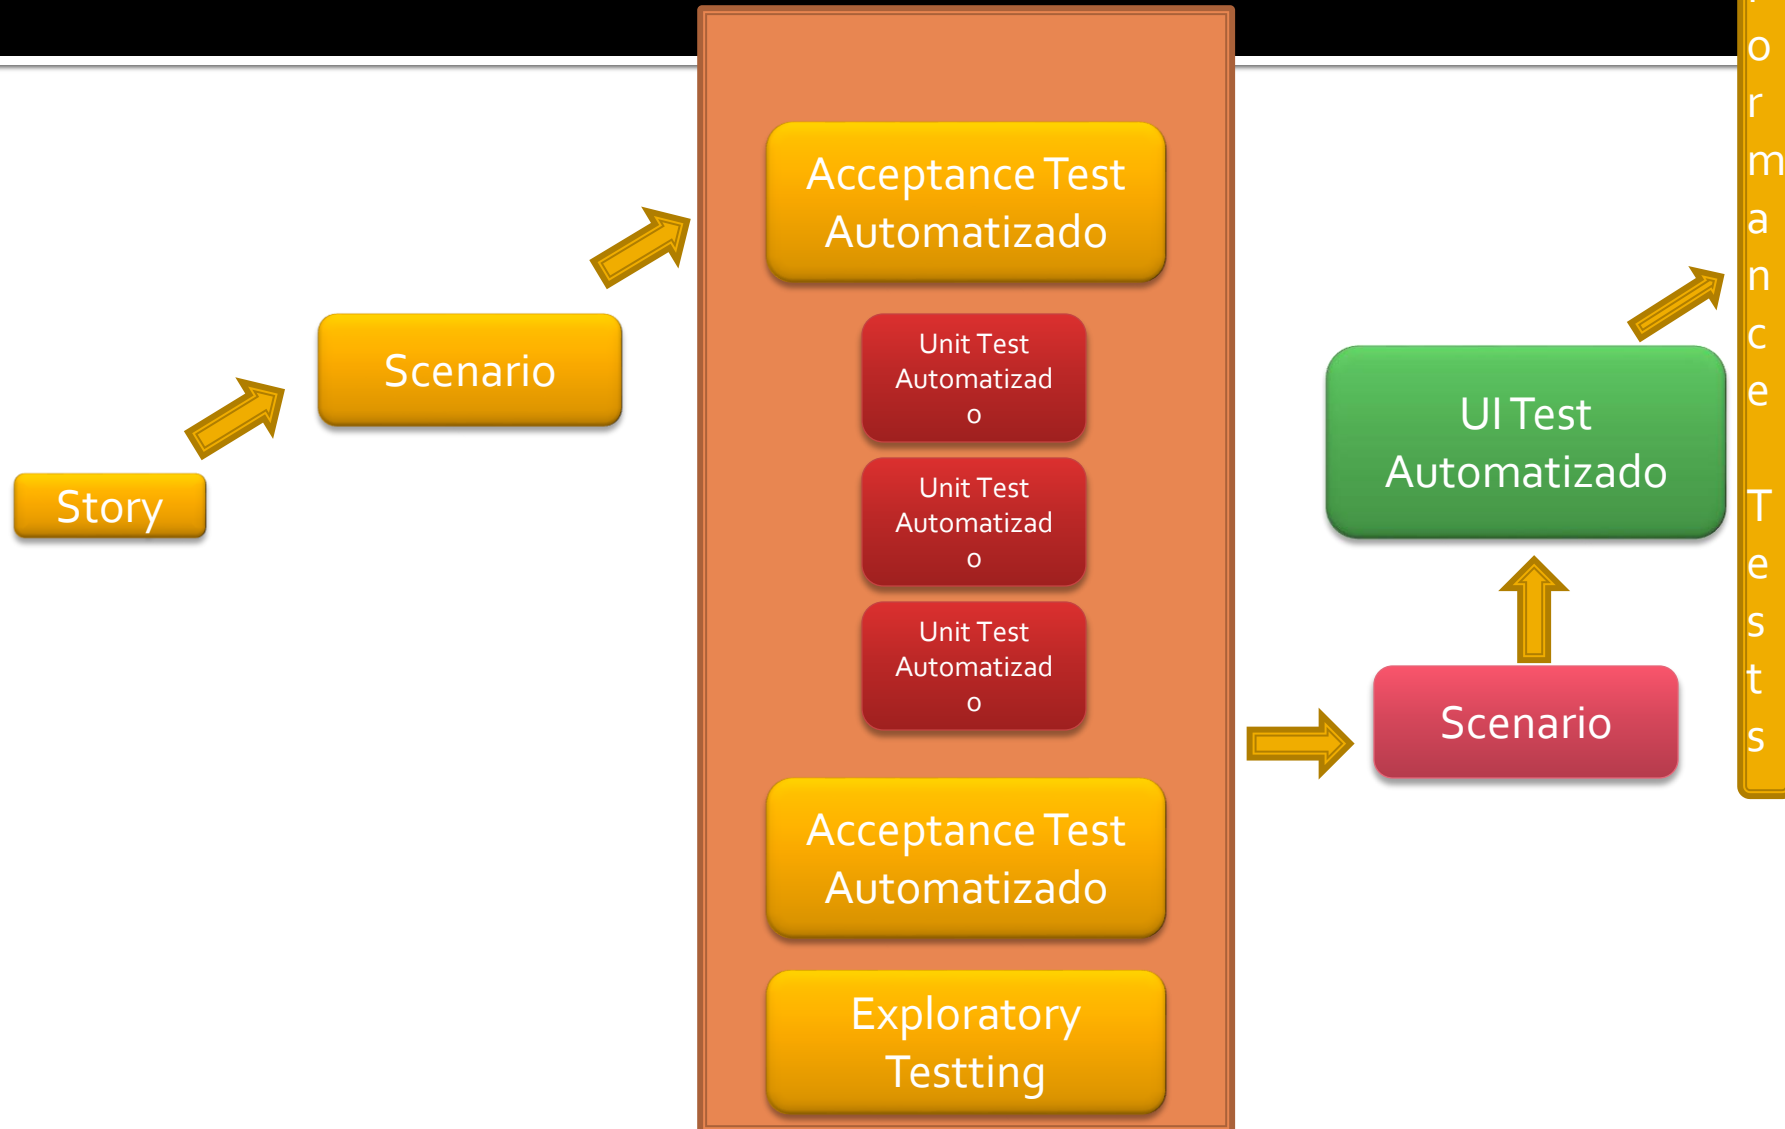 Story
Scenario
Acceptance Test
Automatizado
Unit Test
Automatizad
o
Unit Test
Automatizad
o
Unit Test
Automatizad
o
Acceptance Test
Automatizado
Exploratory
Testting
Scenario
UI Test
Automatizado
o
r
m
a
n
c
e
T
e
s
t
s